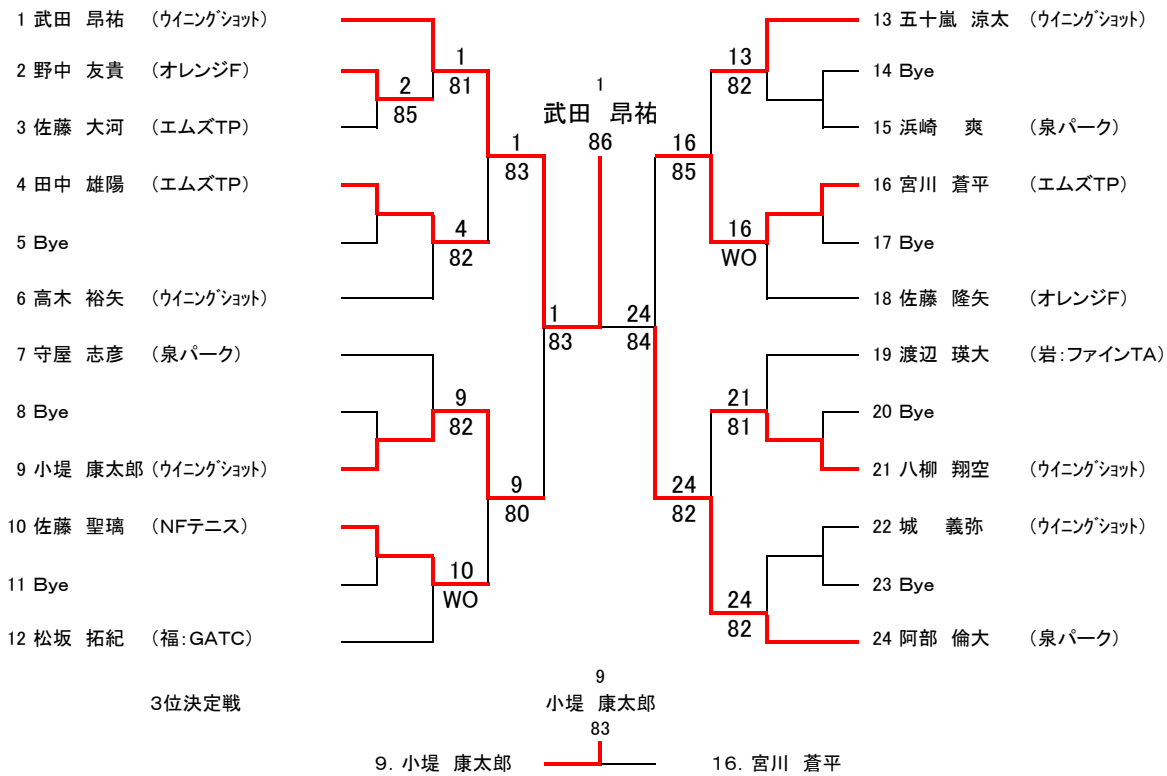 1 武田 昂祐 (ウイニングショット)
2 野中 友貴 (オレンジF)
3 佐藤 大河 (エムズTP)
4 田中 雄陽 (エムズTP)
5 Bye
6 高木 裕矢 (ウイニングショット)
7 守屋 志彦 (泉パーク)
8 Bye
9 小堤 康太郎 (ウイニングショット)
10 佐藤 聖璃 (NFテニス)
11 Bye
12 松坂 拓紀 (福:GATC)
2
85
1
81
4
82
9
82
10
WO
1
83
9
80
1
83
1
武田 昂祐
86
24
84
16
85
24
82
13
82
16
WO
21
81
24
82
13 五十嵐 涼太 (ウイニングショット)
14 Bye
15 浜崎 爽 (泉パーク)
16 宮川 蒼平 (エムズTP)
17 Bye
18 佐藤 隆矢 (オレンジF)
19 渡辺 瑛大 (岩:ファインTA)
20 Bye
21 八柳 翔空 (ウイニングショット)
22 城 義弥 (ウイニングショット)
23 Bye
24 阿部 倫大 (泉パーク)
3位決定戦
9
小堤 康太郎
83
9. 小堤 康太郎
16. 宮川 蒼平